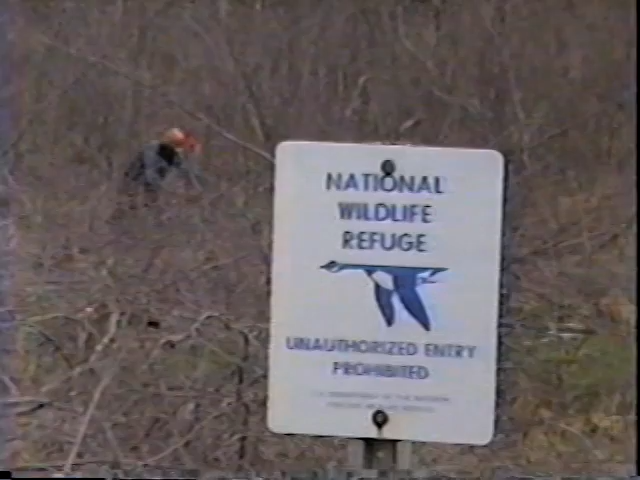 NATIONAL
WILDLIFE
REFUGE
UNAUTHORIZED ENTRY
PROHIBITED